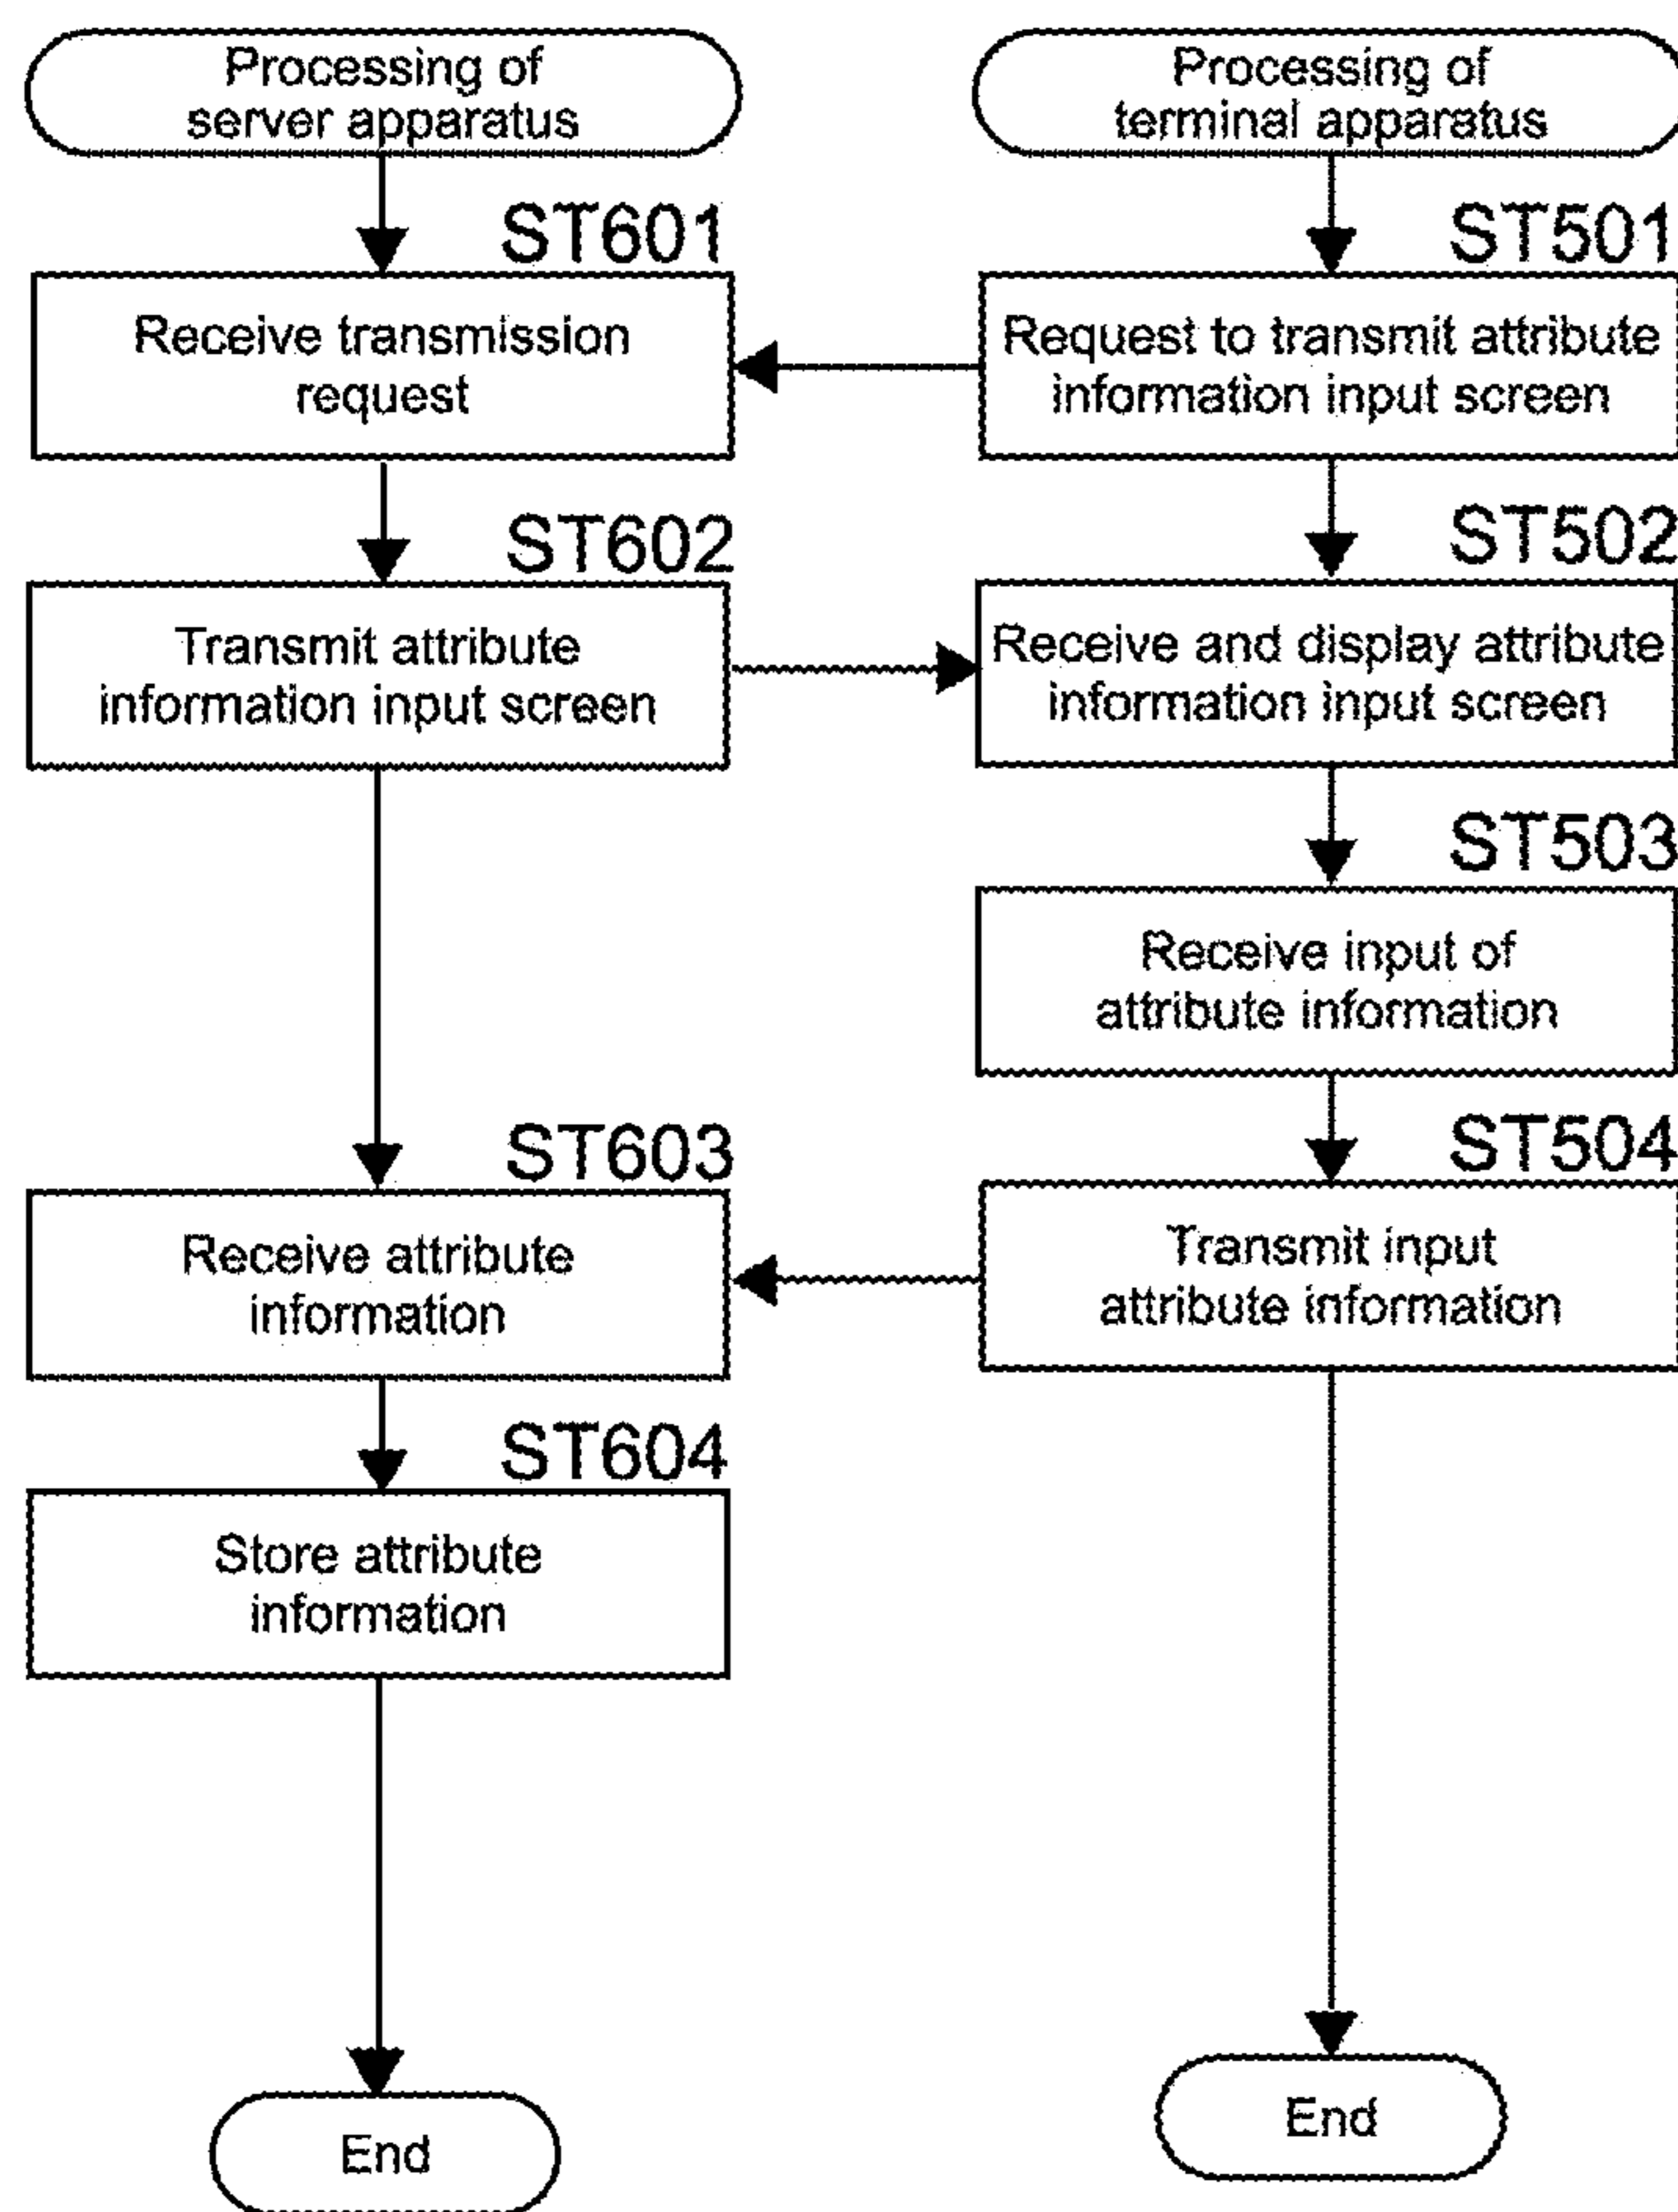 Processing of
server apparatus
Processing of
terminal apparatus
ST601
ST501
Receive transmission
request
Request to transmit attribute
information input screen
ST602
ST502
Transmit attribute
information input screen
Receive and display attribute
information input screen
ST503
Receive input of
attribute information
ST603
ST504
Receive attribute
information
Transmit input
attribute information
ST604
Store attribute
information
End
End